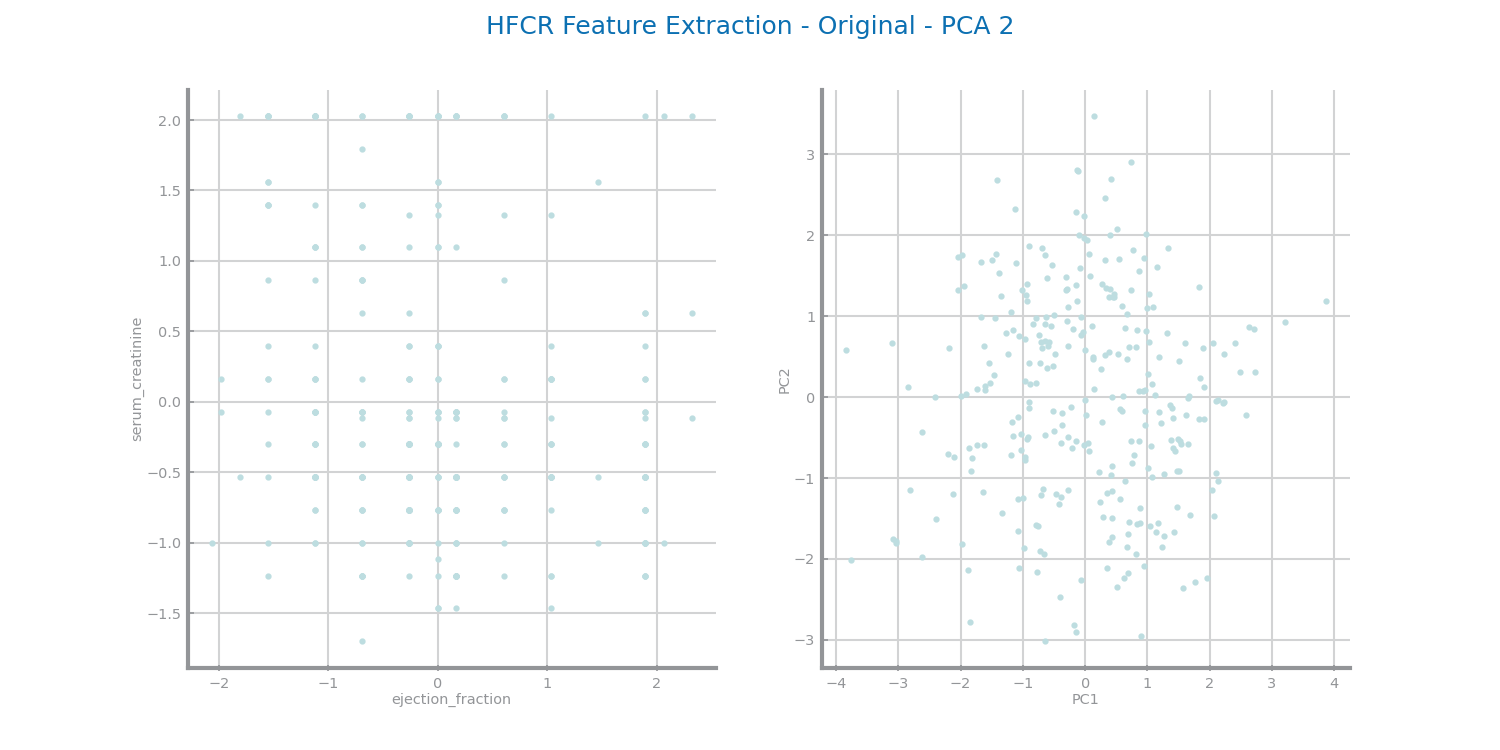 HFCR Feature Extraction - Original - PCA 2
serum_creatinine
2.0
1.5
1.0
0.5
0.0
−0.5
−1.0
−1.5
−2 −1 0 1 2
ejection_fraction
PC2
3
2
1
0
−1
−2
−3
−4 −3 −2 −1 0 1 2 3 4
PC1